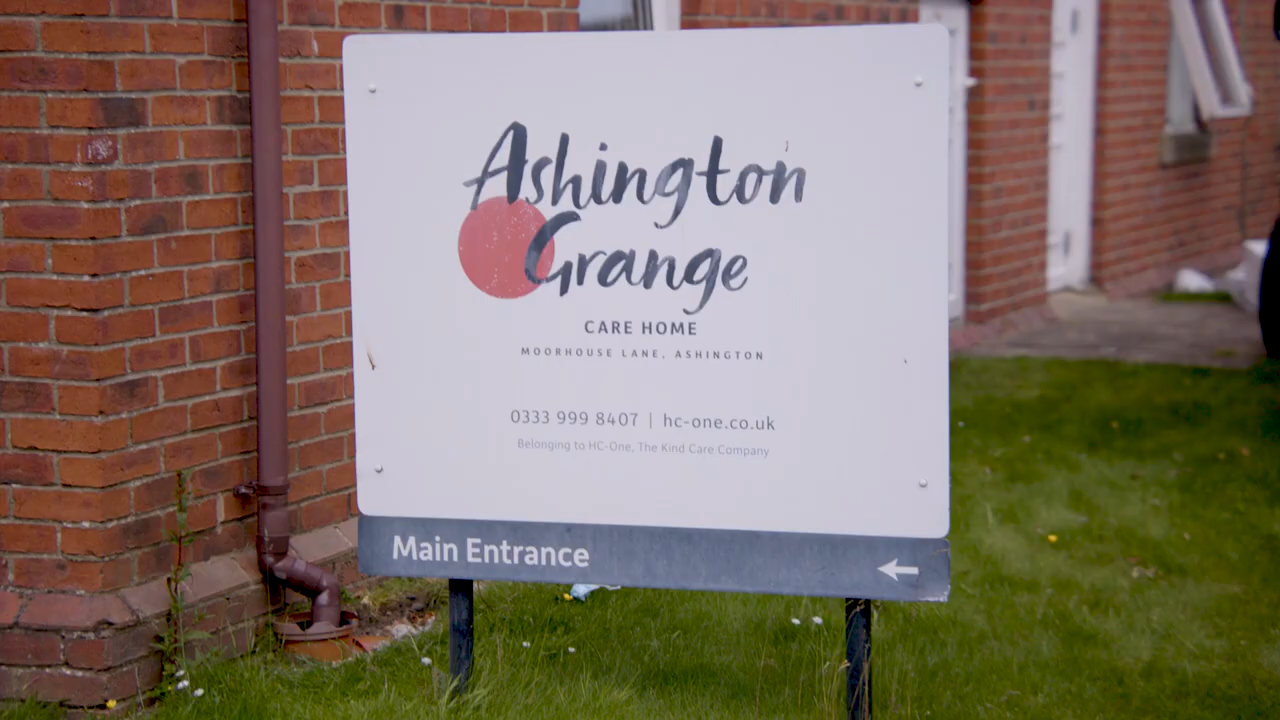 Ashington
Grange
CARE HOME
MOORHOUSE LANE, ASHINGTON
0333 999 8407 | hc-one.co.uk
Belonging to HC-One, The Kind Care Company
Main Entrance ←